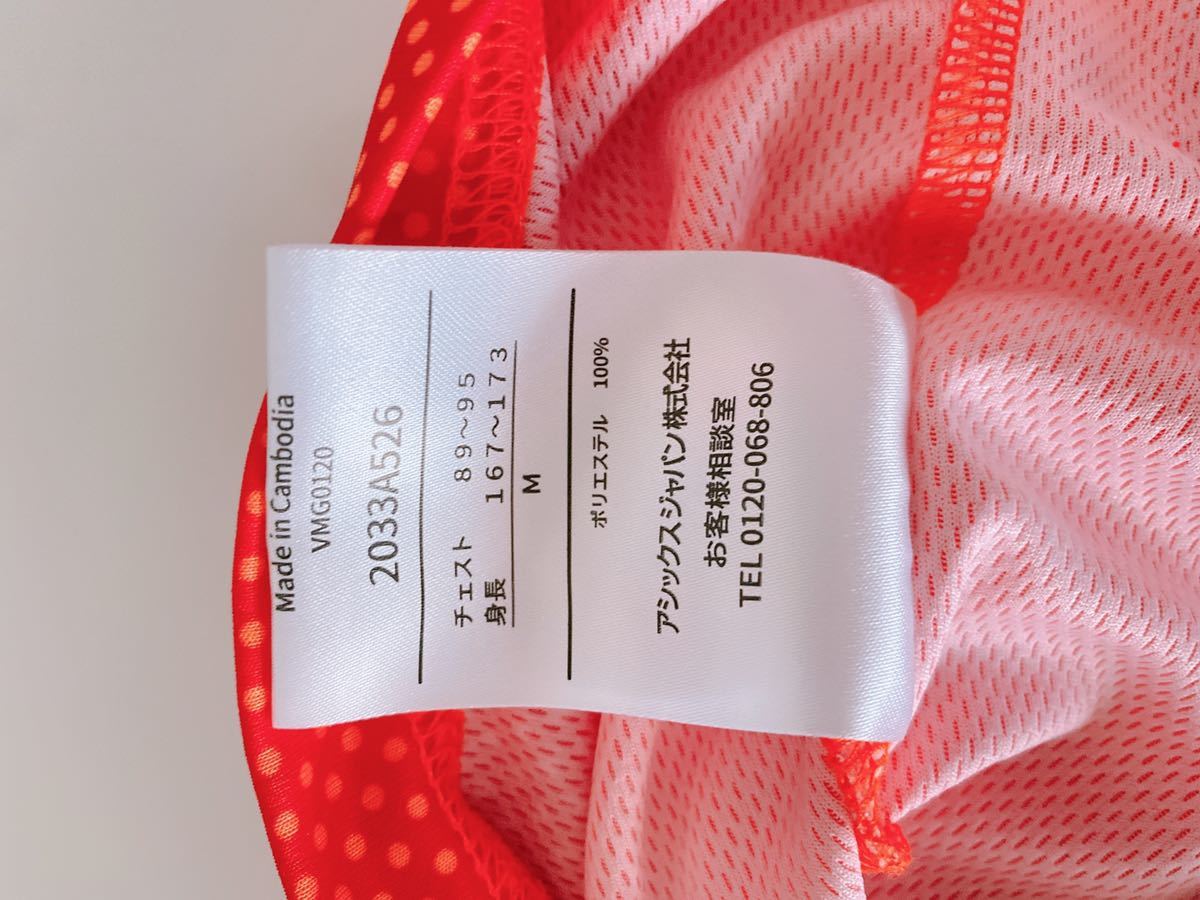 Made in Cambodia
VMG0120
2033A526
チェスト 89～95
身長 167～173
M
ポリエステル 100%
アシックスジャパン株式会社
お客様相談室
TEL 0120-068-806